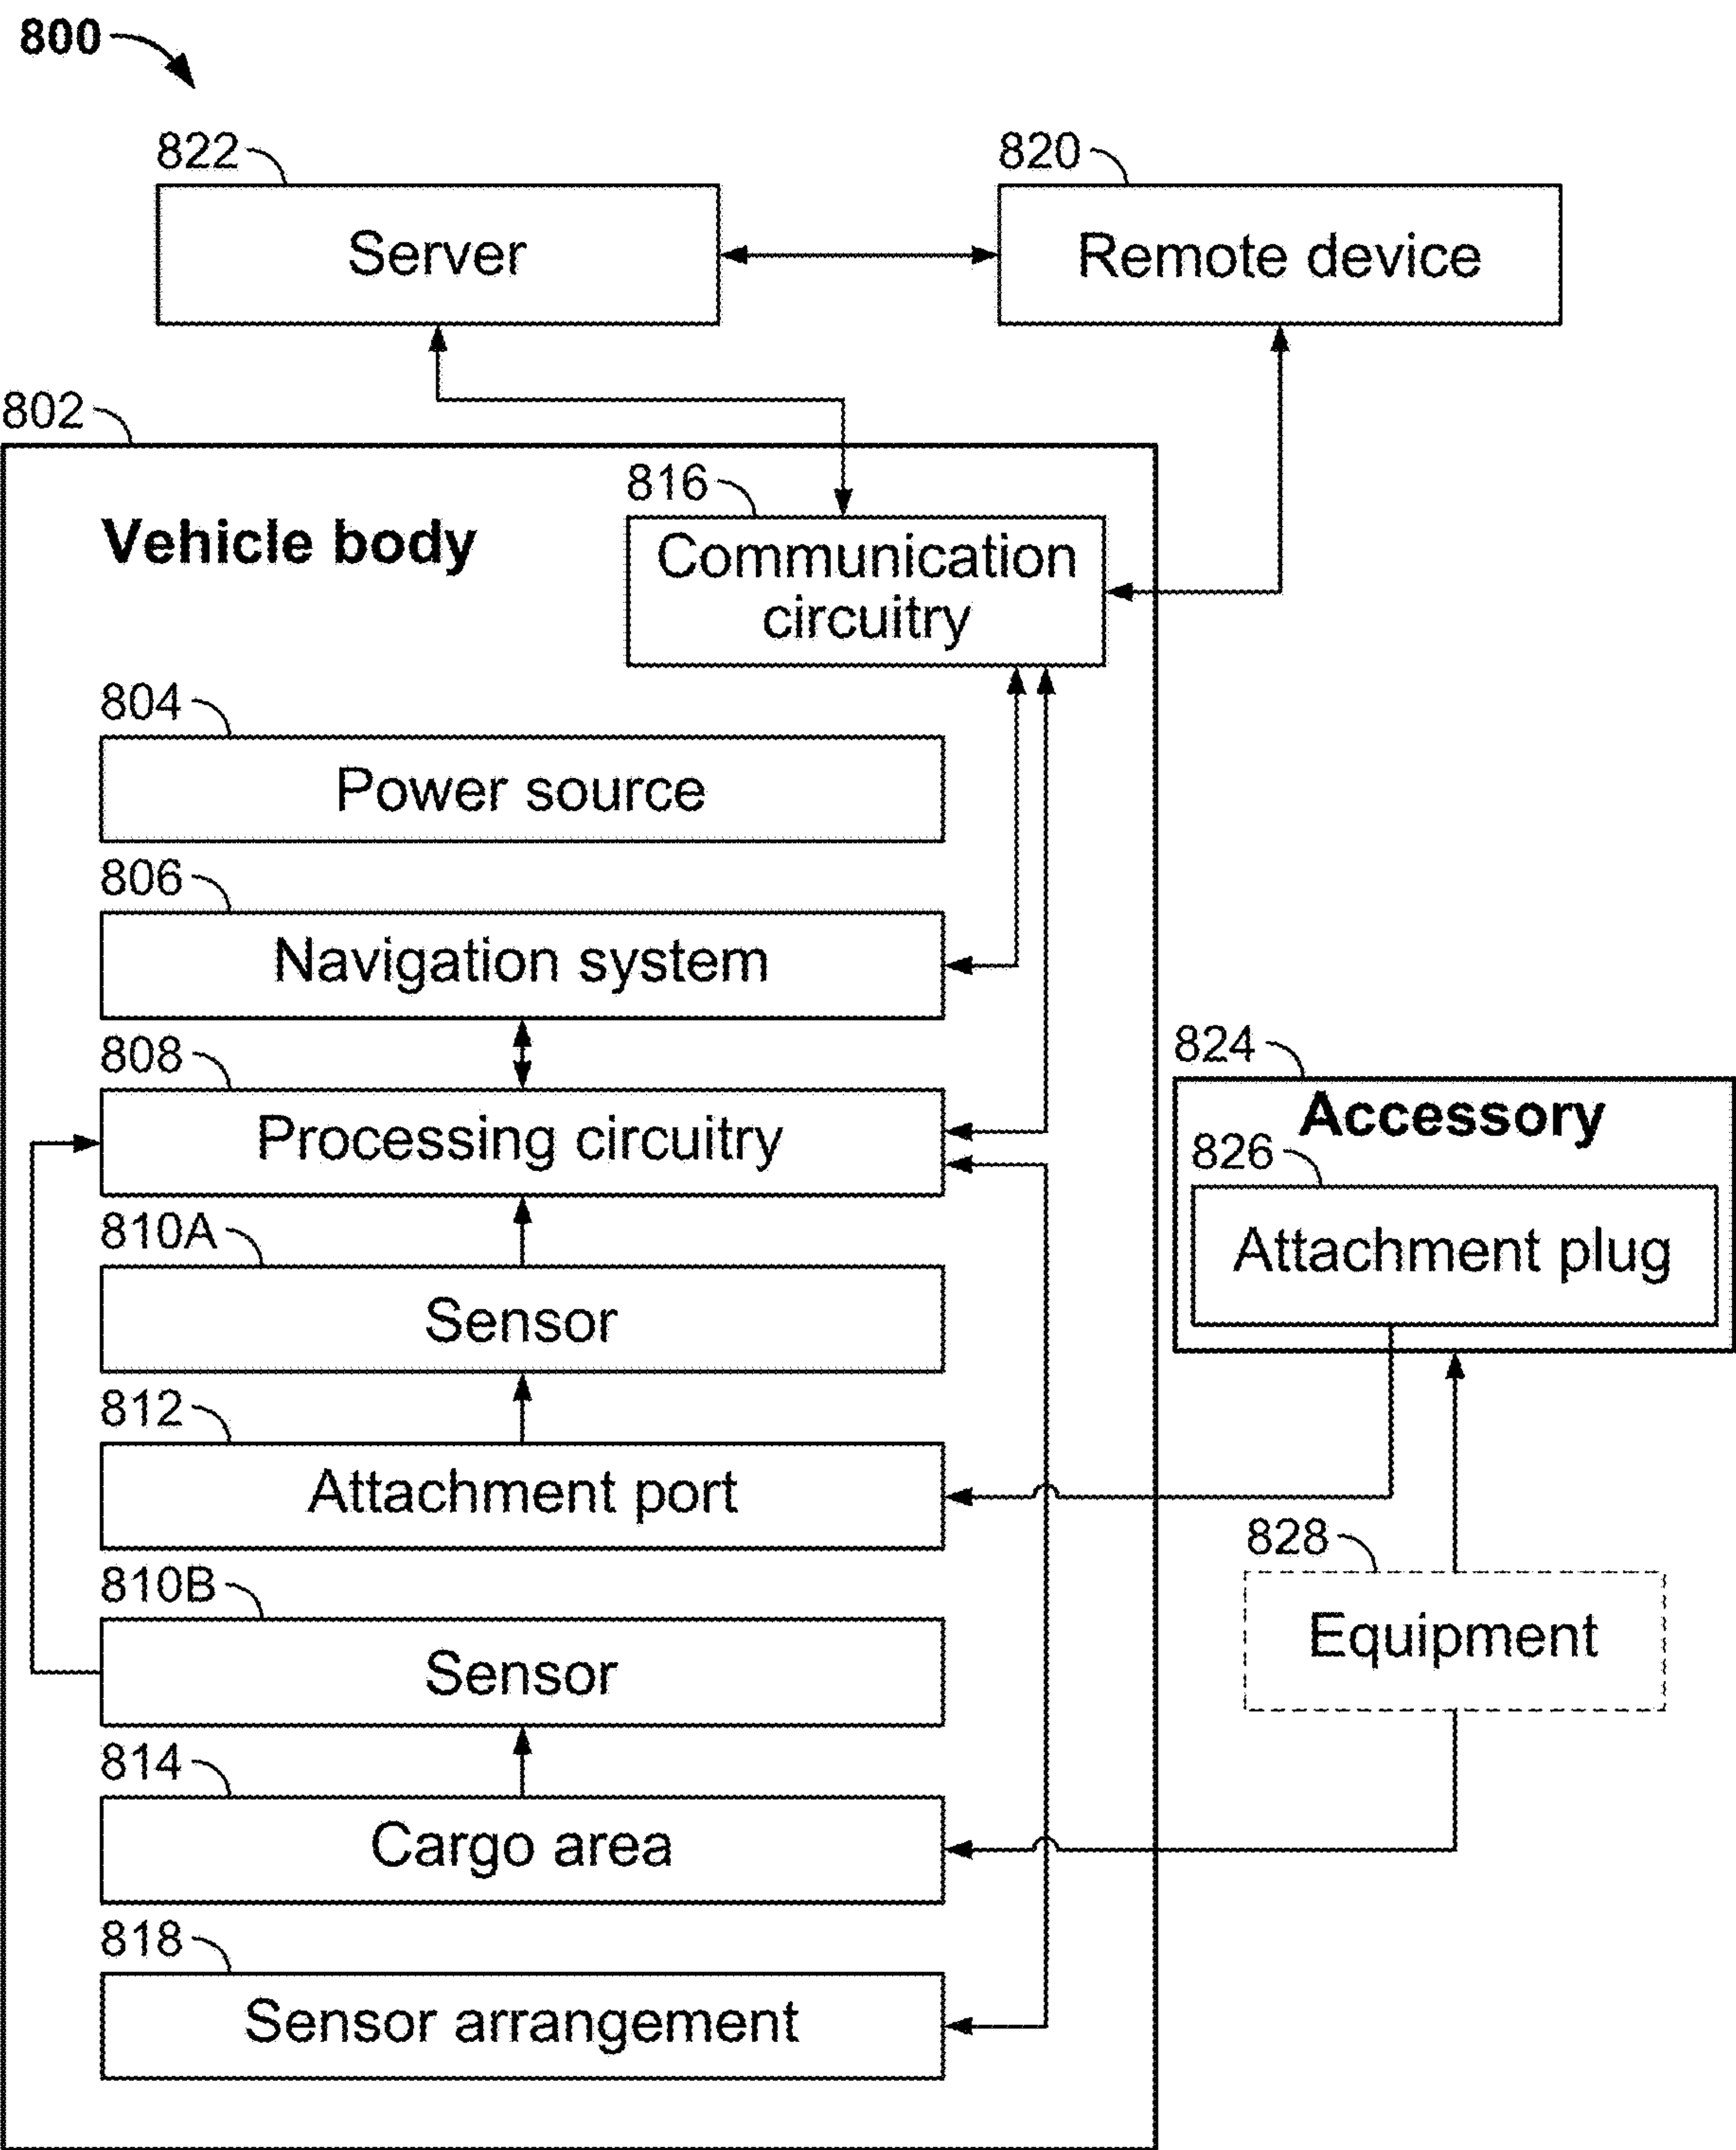 800
822
820
Server
Remote device
802
816
Vehicle body
Communication
circuitry
804
Power source
806
Navigation system
808
Processing circuitry
824
Accessory
826
Attachment plug
810A
Sensor
812
Attachment port
828
Equipment
810B
Sensor
814
Cargo area
818
Sensor arrangement